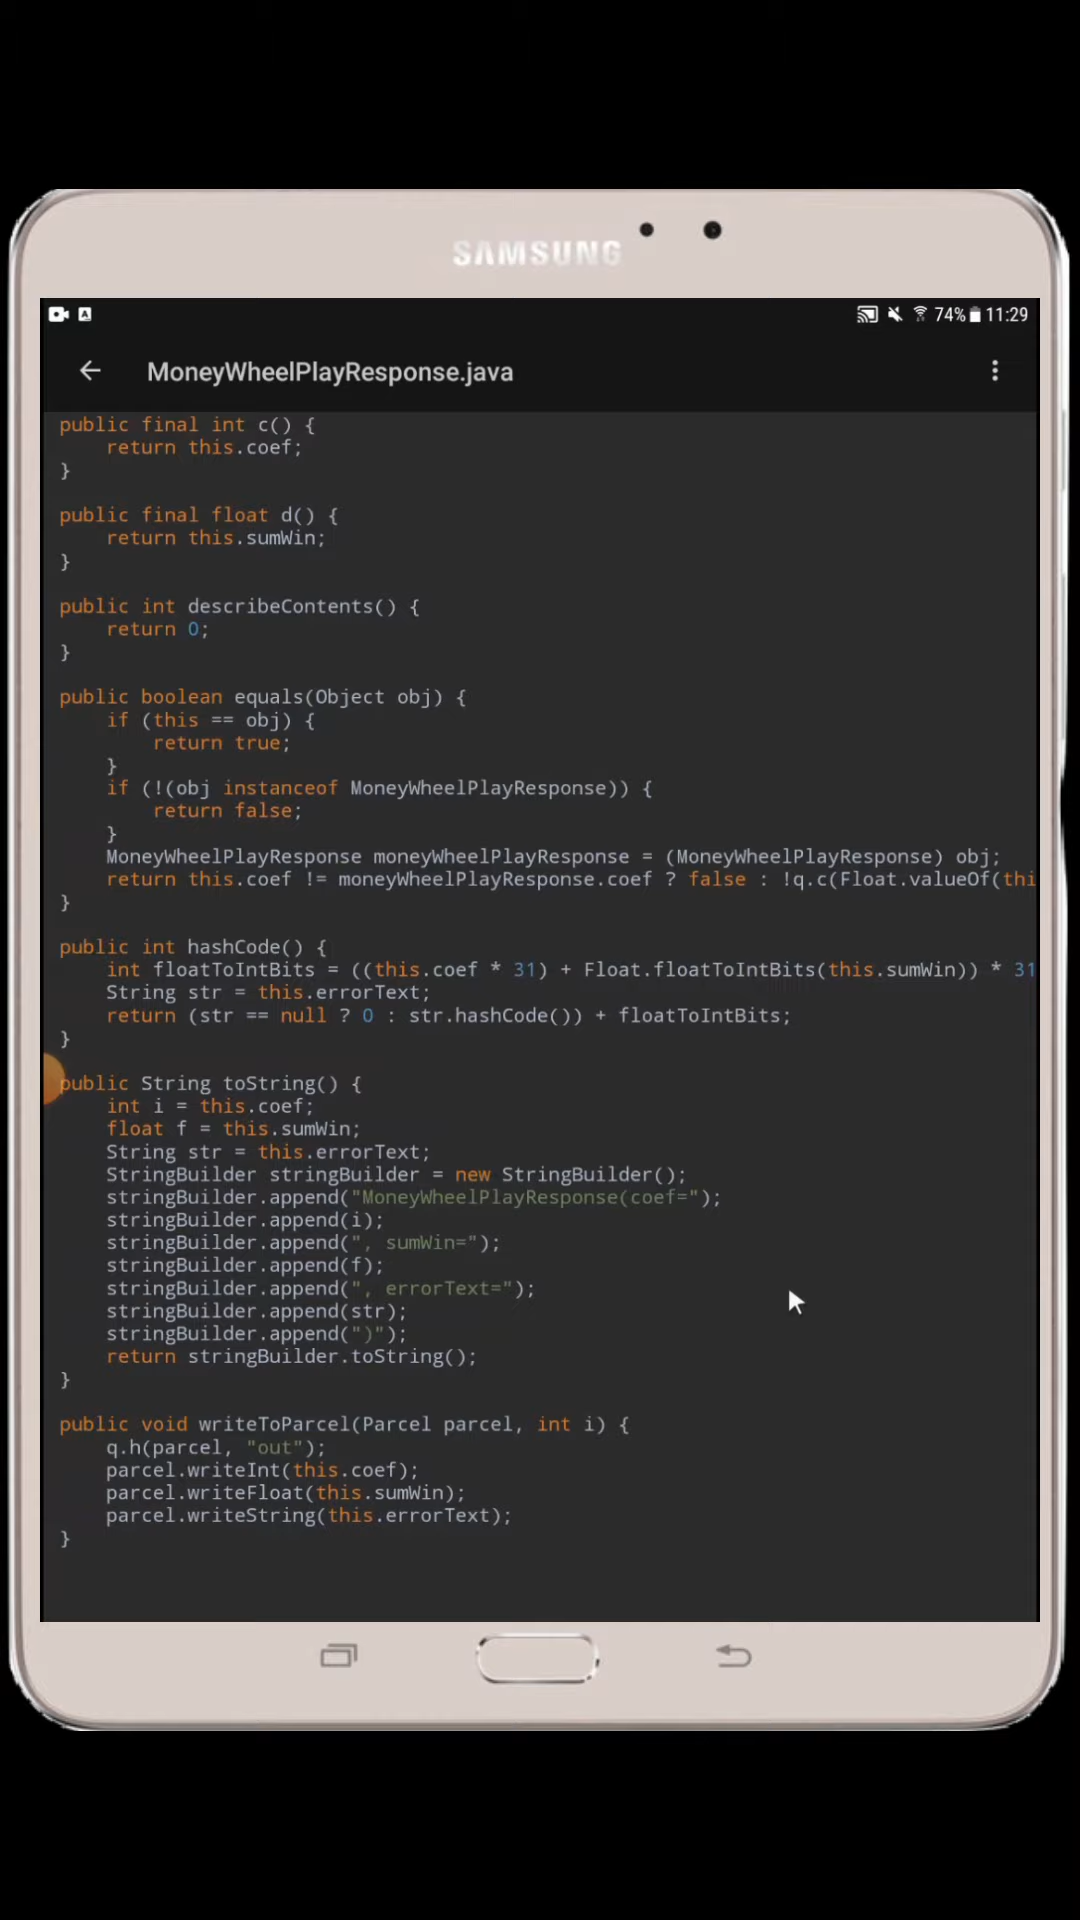 SAMSUNG
74% 11:29
MoneyWheelPlayResponse.java
public final int c() {
    return this.coef;
}
public final float d() {
    return this.sumWin;
}
public int describeContents() {
    return 0;
}
public boolean equals(Object obj) {
    if (this == obj) {
        return true;
    }
    if (!(obj instanceof MoneyWheelPlayResponse)) {
        return false;
    }
    MoneyWheelPlayResponse moneyWheelPlayResponse = (MoneyWheelPlayResponse) obj;
    return this.coef != moneyWheelPlayResponse.coef ? false : !q.c(Float.valueOf(thi
}
public int hashCode() {
    int floatToIntBits = ((this.coef * 31) + Float.floatToIntBits(this.sumWin)) * 31
    String str = this.errorText;
    return (str == null ? 0 : str.hashCode()) + floatToIntBits;
}
public String toString() {
    int i = this.coef;
    float f = this.sumWin;
    String str = this.errorText;
    StringBuilder stringBuilder = new StringBuilder();
    stringBuilder.append("MoneyWheelPlayResponse(coef=");
    stringBuilder.append(i);
    stringBuilder.append(", sumWin=");
    stringBuilder.append(f);
    stringBuilder.append(", errorText=");
    stringBuilder.append(str);
    stringBuilder.append(")");
    return stringBuilder.toString();
}
public void writeToParcel(Parcel parcel, int i) {
    q.h(parcel, "out");
    parcel.writeInt(this.coef);
    parcel.writeFloat(this.sumWin);
    parcel.writeString(this.errorText);
}